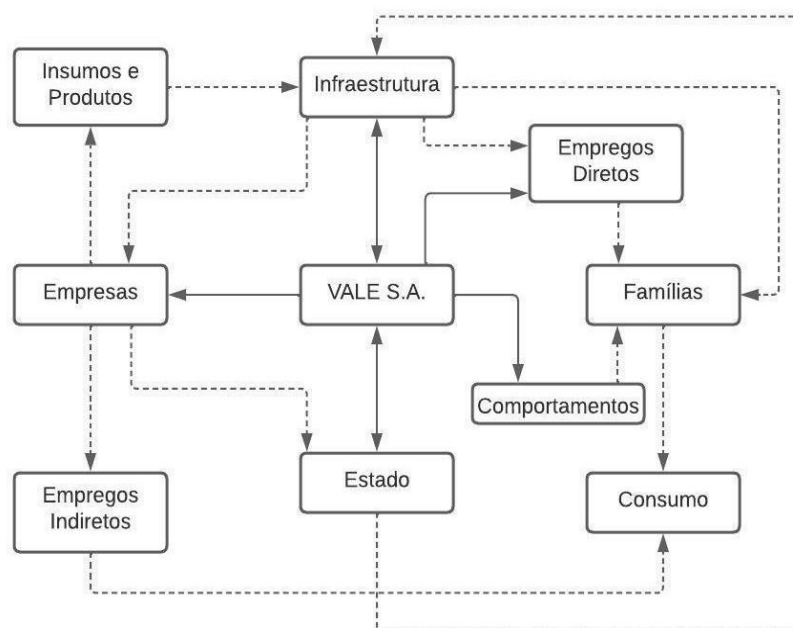 Insumos e
Produtos
Infraestrutura
Empregos
Diretos
Empresas
VALE S.A.
Famílias
Comportamentos
Empregos
Indiretos
Estado
Consumo